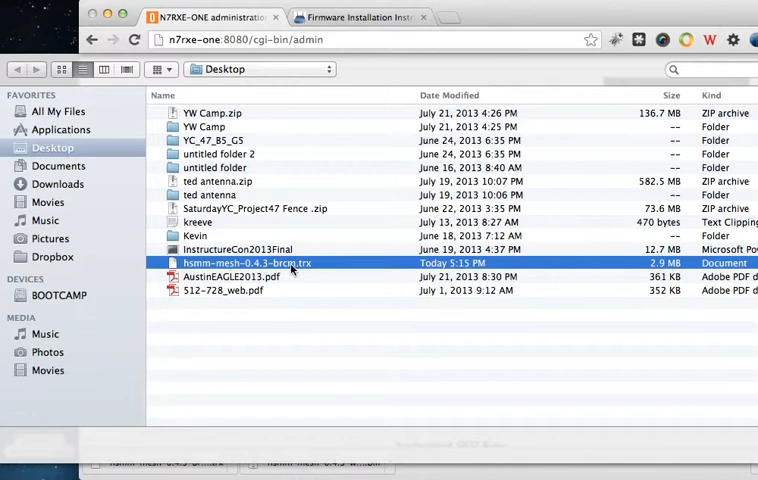 N7RXE-ONE administration
Firmware Installation Instr
n7rxe-one:8080/cgi-bin/admin
Desktop
FAVORITES
All My Files
Applications
Desktop
Documents
Downloads
Movies
Music
Pictures
Dropbox
DEVICES
BOOTCAMP
MEDIA
Music
Photos
Movies
Name Date Modified Size Kind
YW Camp.zip July 21, 2013 4:26 PM 136.7 MB ZIP archive
YW Camp July 21, 2013 4:25 PM -- Folder
YC_47_B5_G5 June 24, 2013 6:35 PM -- Folder
untitled folder 2 June 24, 2013 6:35 PM -- Folder
untitled folder June 16, 2013 8:40 AM -- Folder
ted antenna.zip July 19, 2013 10:07 PM 582.5 MB ZIP archive
ted antenna July 19, 2013 10:06 PM -- Folder
SaturdayYC_Project47 Fence .zip June 22, 2013 3:35 PM 73.6 MB ZIP archive
kreeve July 13, 2013 8:27 AM 470 bytes Text Clipping
Kevin June 18, 2013 7:12 AM -- Folder
InstructureCon2013Final June 19, 2013 4:37 PM 12.7 MB Microsoft Po
hsmm-mesh-0.4.3-brcm.trx Today 5:15 PM 2.9 MB Document
AustinEAGLE2013.pdf July 21, 2013 8:30 PM 361 KB Adobe PDF d
512-728_web.pdf July 1, 2013 9:12 AM 352 KB Adobe PDF d